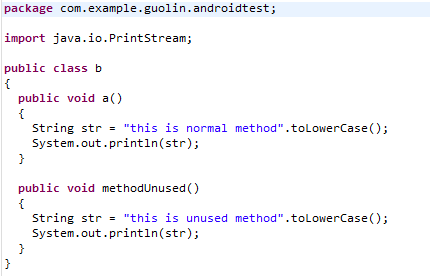 package com.example.guolin.androidtest;
import java.io.PrintStream;
public class b
{
  public void a()
  {
    String str = "this is normal method".toLowerCase();
    System.out.println(str);
  }
  public void methodUnused()
  {
    String str = "this is unused method".toLowerCase();
    System.out.println(str);
  }
}